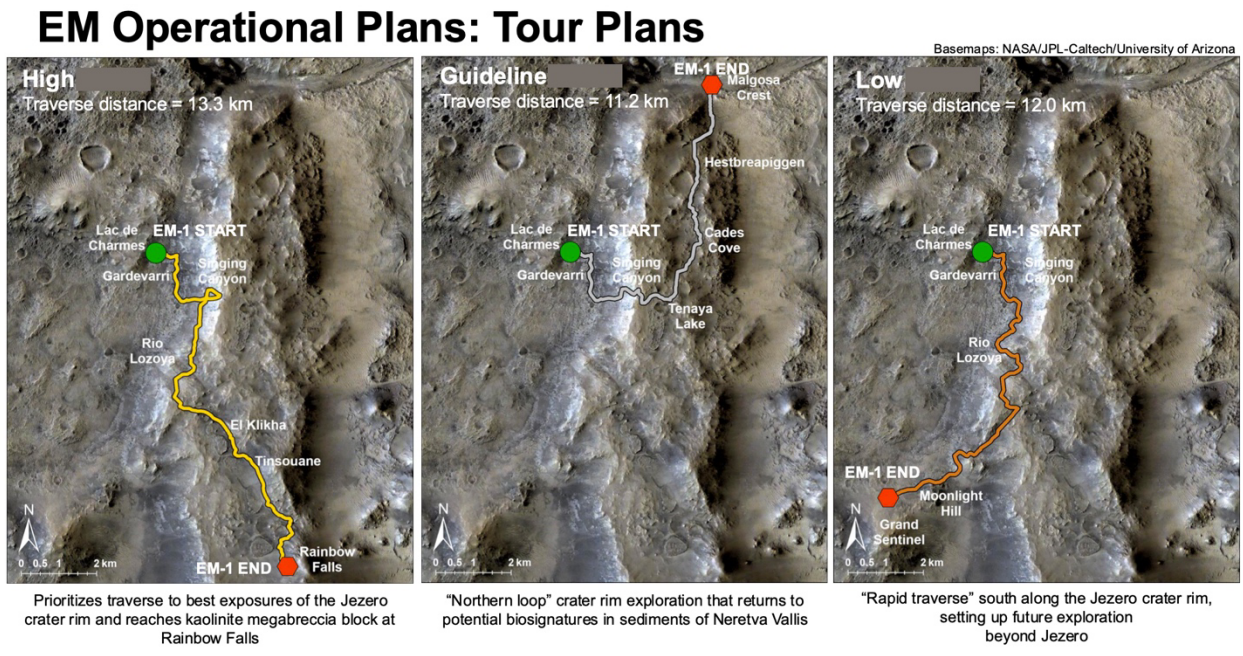 EM Operational Plans: Tour Plans
Basemaps: NASA/JPL-Caltech/University of Arizona
High
Traverse distance = 13.3 km
Lac de
Charmes
EM-1 START
Gardevarri
Singing
Canyon
Rio
Lozoya
El Klikha
Tinsouane
Rainbow
Falls
EM-1 END
N
0 0.5 1 2 km
Prioritizes traverse to best exposures of the Jezero
crater rim and reaches kaolinite megabreccia block at
Rainbow Falls
Guideline
Traverse distance = 11.2 km
EM-1 END
Malgosa
Crest
Hestbreapiggen
Lac de
Charmes
EM-1 START
Gardevarri
Singing
Canyon
Cades
Cove
Tenaya
Lake
N
0 0.5 1 2 km
“Northern loop” crater rim exploration that returns to
potential biosignatures in sediments of Neretva Vallis
Low
Traverse distance = 12.0 km
Lac de
Charmes
EM-1 START
Gardevarri
Singing
Canyon
Rio
Lozoya
EM-1 END
Moonlight
Hill
Grand
Sentinel
N
0 0.5 1 2 km
“Rapid traverse” south along the Jezero crater rim,
setting up future exploration
beyond Jezero